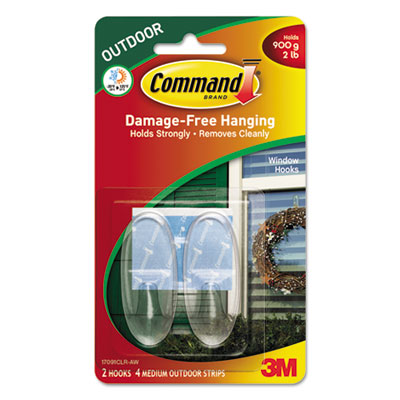 OUTDOOR
Holds
900 g
2 lb
Command
BRAND
Damage-Free Hanging
Holds Strongly • Removes Cleanly
Window
Hooks
17091CLR-AW
2 HOOKS 4 MEDIUM OUTDOOR STRIPS
3M